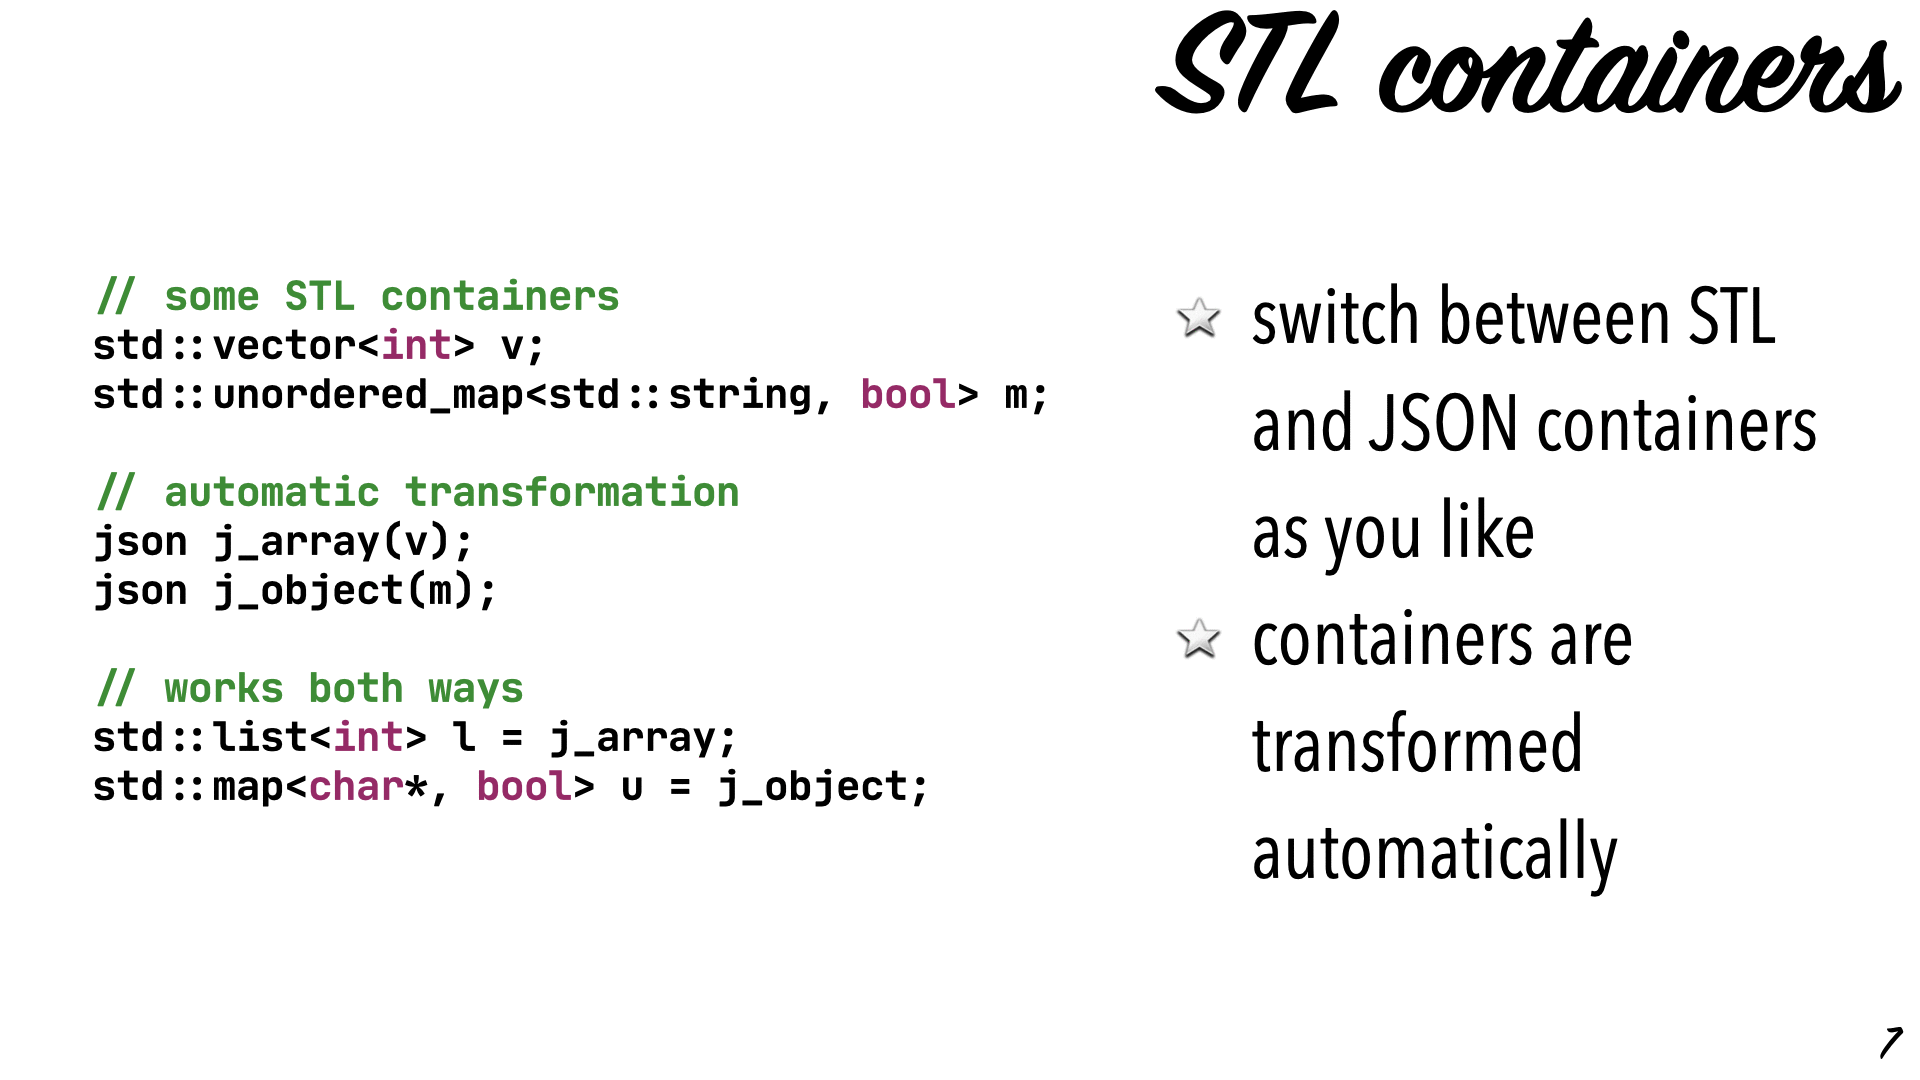 STL containers
// some STL containers
std::vector<int> v;
std::unordered_map<std::string, bool> m;
// automatic transformation
json j_array(v);
json j_object(m);
// works both ways
std::list<int> l = j_array;
std::map<char*, bool> u = j_object;
switch between STL
and JSON containers
as you like
containers are
transformed
automatically
7